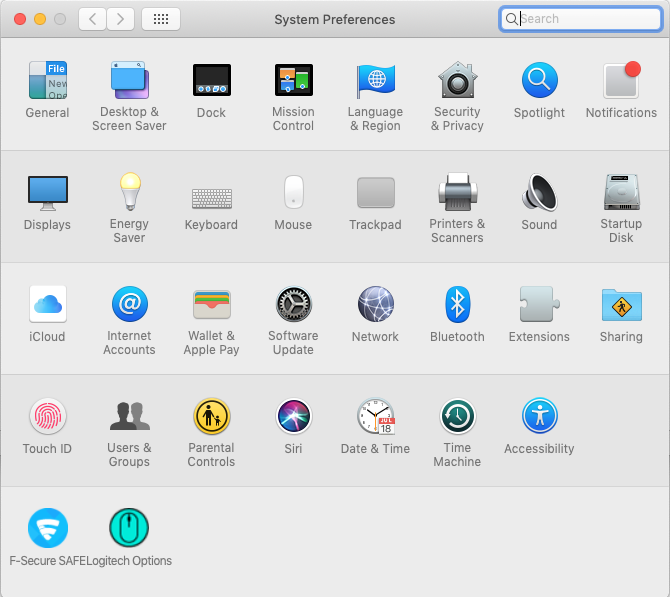 System Preferences
Search
File
New
Ope
General
Desktop &
Screen Saver
Dock
Mission
Control
Language
& Region
Security
& Privacy
Spotlight
Notifications
Displays
Energy
Saver
Keyboard
Mouse
Trackpad
Printers &
Scanners
Sound
Startup
Disk
iCloud
@
Internet
Accounts
Wallet &
Apple Pay
Software
Update
Network
Bluetooth
Extensions
Sharing
Touch ID
Users &
Groups
Parental
Controls
Siri
JUL
18
Date & Time
Time
Machine
Accessibility
F-Secure SAFE
Logitech Options